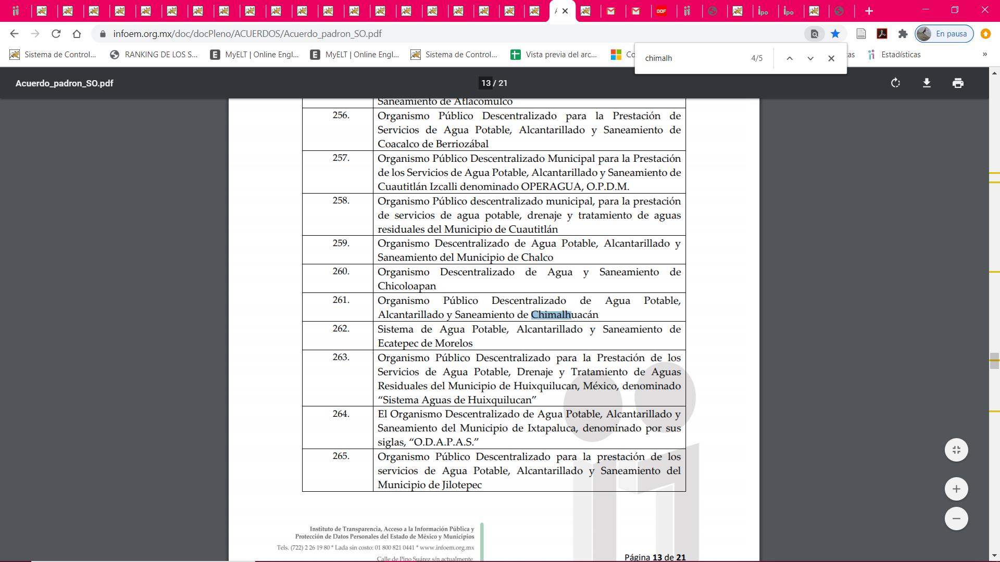 infoem.org.mx/doc/docPleno/ACUERDOS/Acuerdo_padron_SO.pdf
DOF
ipo
ipo
En pausa
Sistema de Control...
RANKING DE LOS S...
MyELT | Online Engl...
MyELT | Online Engl...
Sistema de Control...
Vista previa del arc...
Co
as
Estadísticas
»
chimalh
4/5
Acuerdo_padron_SO.pdf
13 / 21
Saneamiento de Atlacomulco
256.
Organismo Público Descentralizado para la Prestación de
Servicios de Agua Potable, Alcantarillado y Saneamiento de
Coacalco de Berriozábal
257.
Organismo Público Descentralizado Municipal para la Prestación
de los Servicios de Agua Potable, Alcantarillado y Saneamiento de
Cuautitlán Izcalli denominado OPERAGUA, O.P.D.M.
258.
Organismo Público descentralizado municipal, para la prestación
de servicios de agua potable, drenaje y tratamiento de aguas
residuales del Municipio de Cuautitlán
259.
Organismo Descentralizado de Agua Potable, Alcantarillado y
Saneamiento del Municipio de Chalco
260.
Organismo Descentralizado de Agua y Saneamiento de
Chicoloapan
261.
Organismo Público Descentralizado de Agua Potable,
Alcantarillado y Saneamiento de Chimalhuacán
262.
Sistema de Agua Potable, Alcantarillado y Saneamiento de
Ecatepec de Morelos
263.
Organismo Público Descentralizado para la Prestación de los
Servicios de Agua Potable, Drenaje y Tratamiento de Aguas
Residuales del Municipio de Huixquilucan, México, denominado
“Sistema Aguas de Huixquilucan”
264.
El Organismo Descentralizado de Agua Potable, Alcantarillado y
Saneamiento del Municipio de Ixtapaluca, denominado por sus
siglas, “O.D.A.P.A.S.”
265.
Organismo Público Descentralizado para la prestación de los
servicios de Agua Potable, Alcantarillado y Saneamiento del
Municipio de Jilotepec
Instituto de Transparencia, Acceso a la Información Pública y
Protección de Datos Personales del Estado de México y Municipios
Tels. (722) 2 26 19 80 * Lada sin costo: 01 800 821 0441 * www.infoem.org.mx
Calle de Pino Suárez s/n actualmente
Página 13 de 21